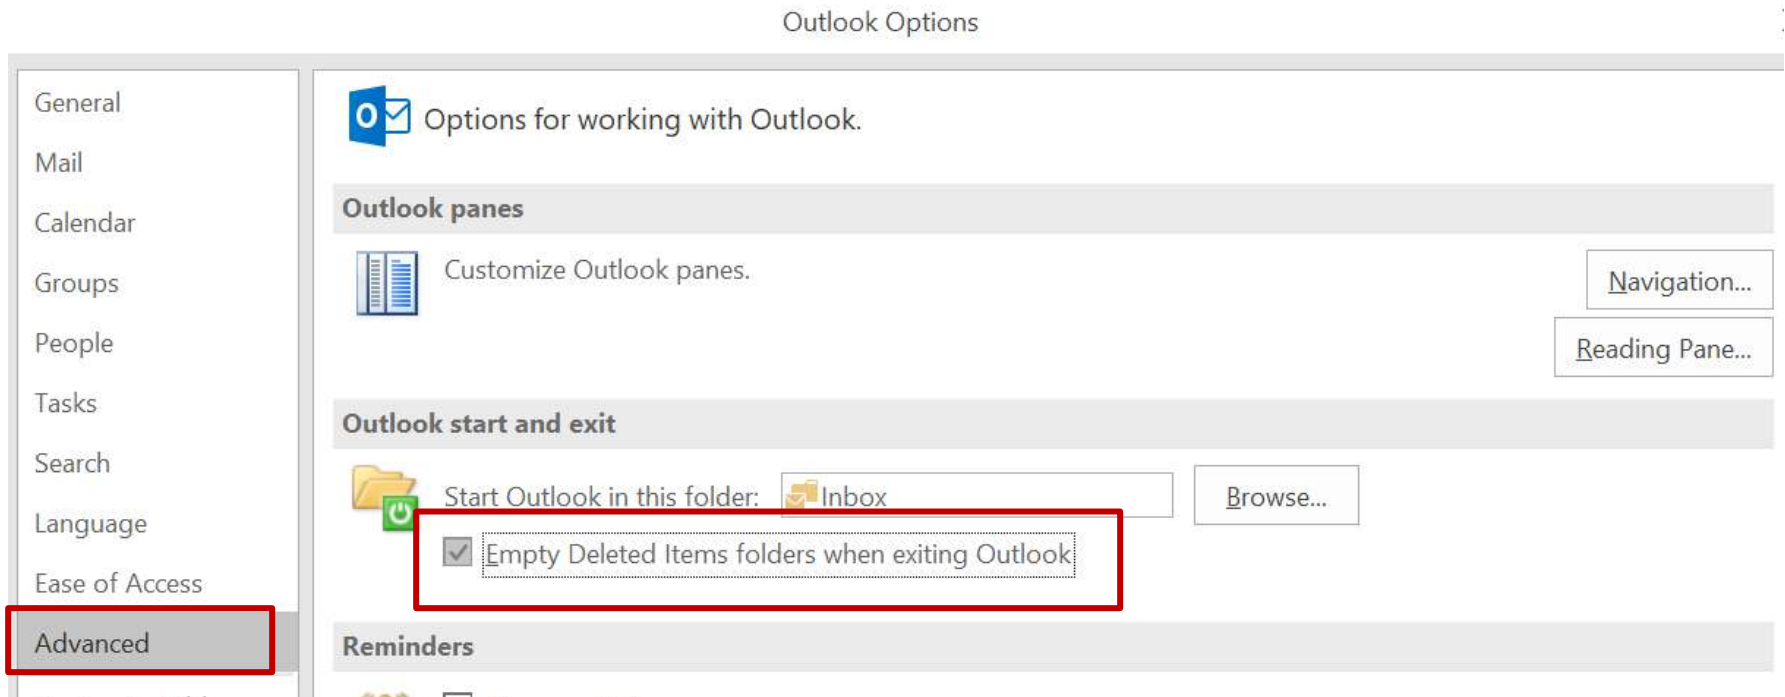 Outlook Options
General
Mail
Calendar
Groups
People
Tasks
Search
Language
Ease of Access
Advanced
Options for working with Outlook.
Outlook panes
Customize Outlook panes.
Navigation...
Reading Pane...
Outlook start and exit
Start Outlook in this folder: Inbox Browse...
Empty Deleted Items folders when exiting Outlook
Reminders